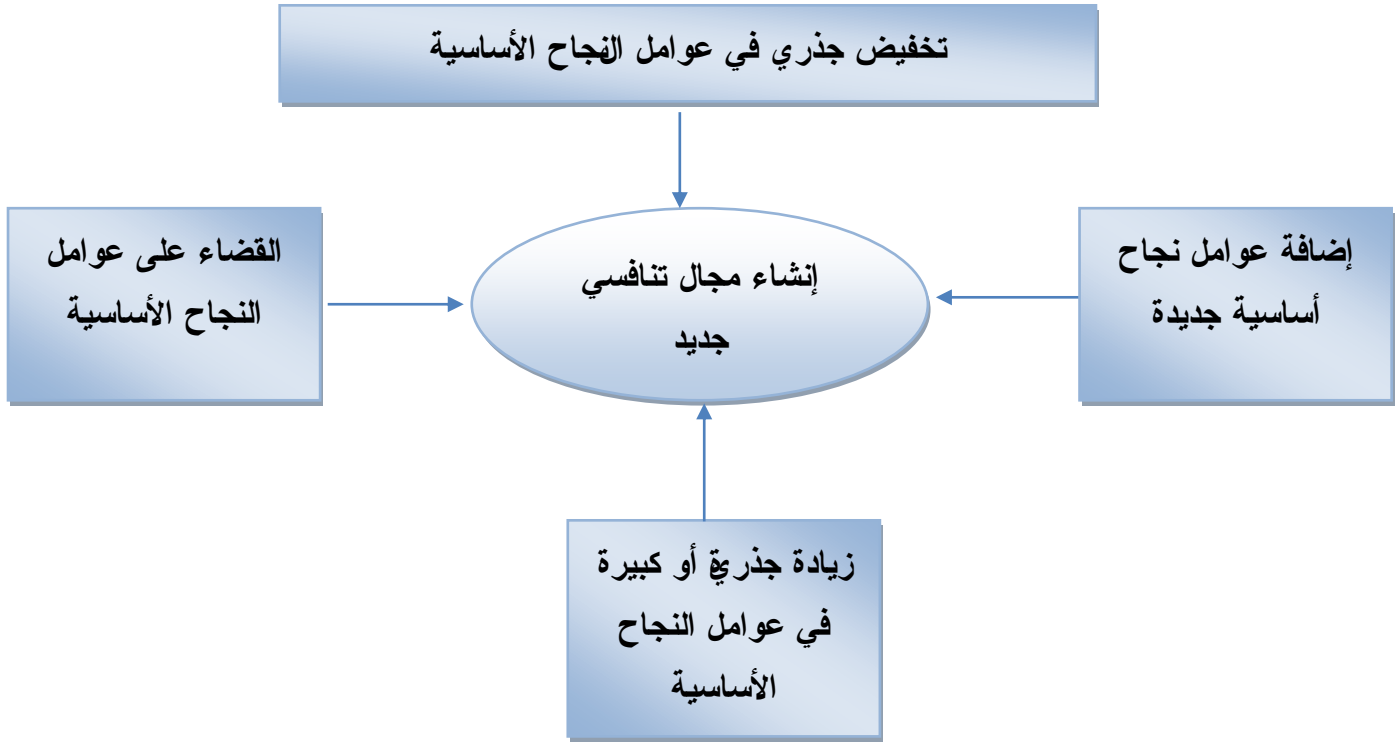 تخفيض جذري في عوامل النجاح الأساسية
إضافة عوامل نجاح
أساسية جديدة
إنشاء مجال تنافسي
جديد
القضاء على عوامل
النجاح الأساسية
زيادة جذرية أو كبيرة
في عوامل النجاح
الأساسية